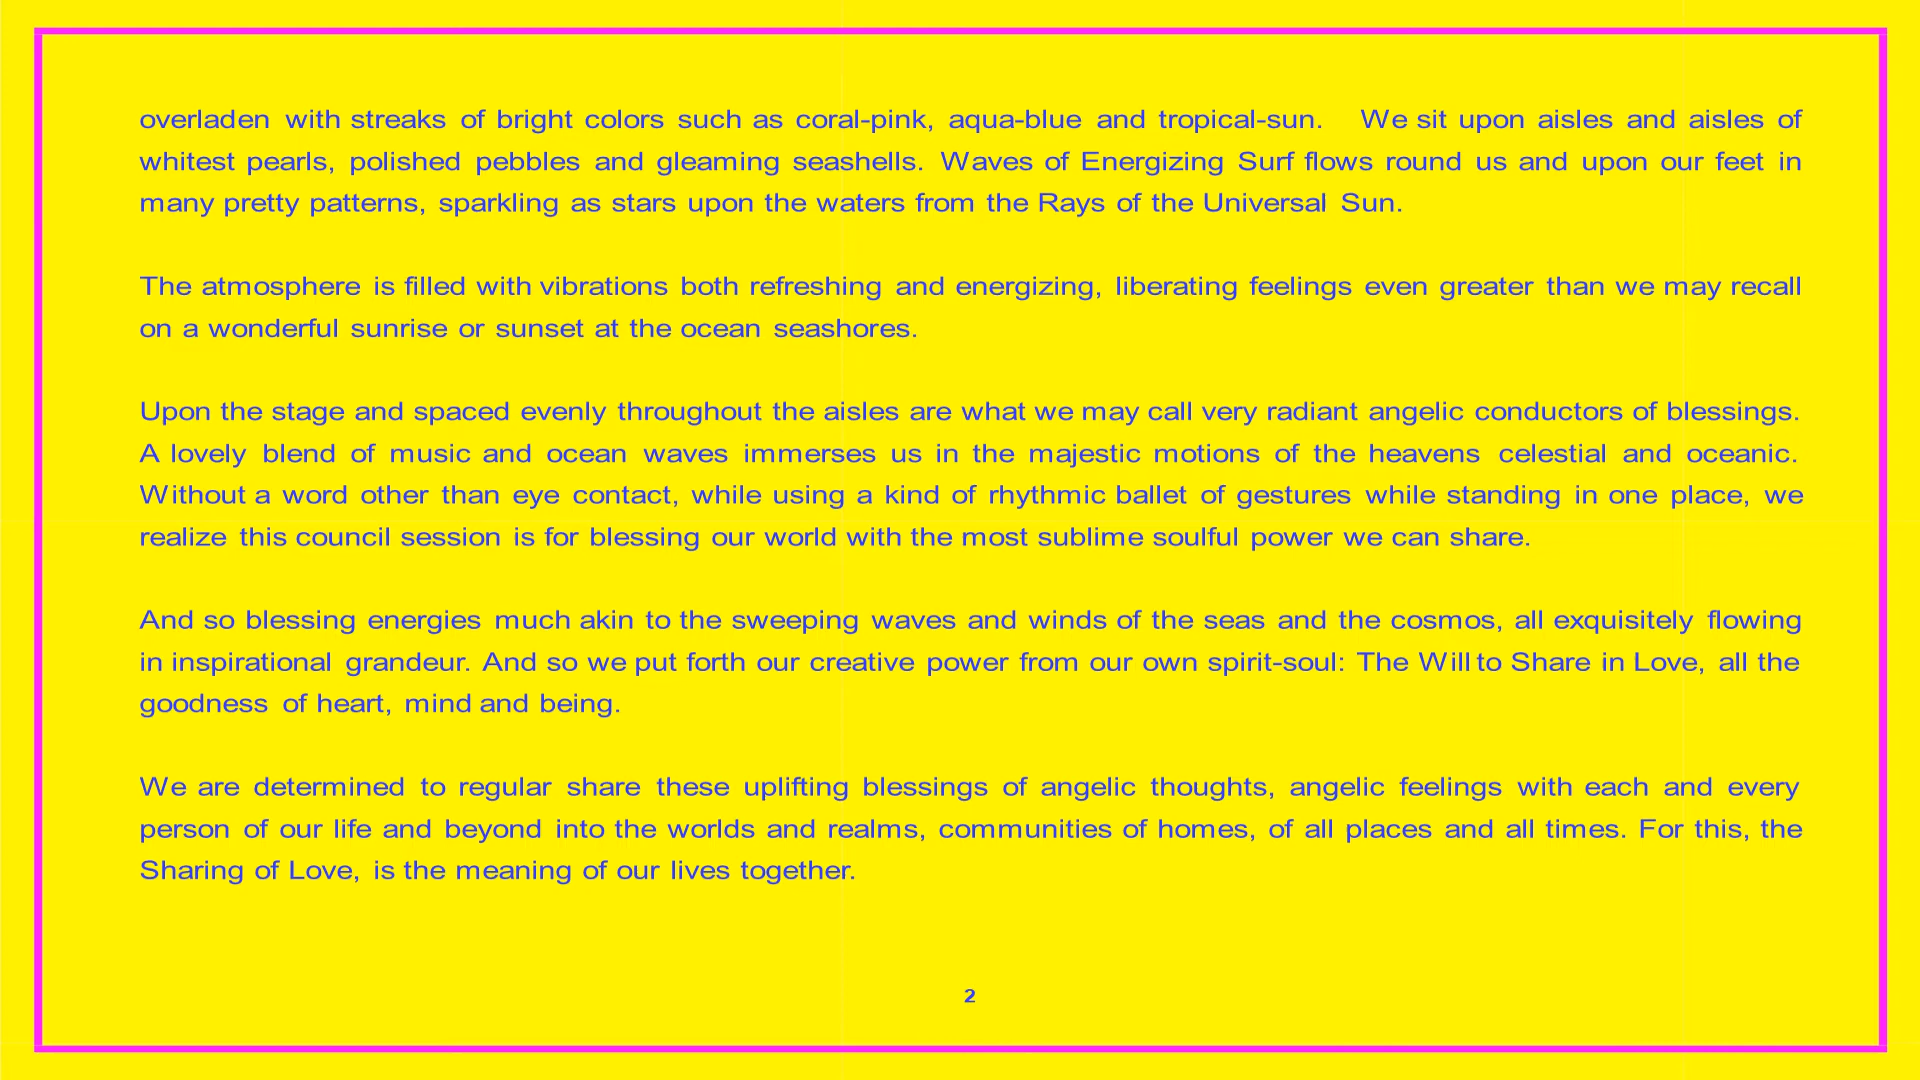 overladen with streaks of bright colors such as coral-pink, aqua-blue and tropical-sun. We sit upon aisles and aisles of
whitest pearls, polished pebbles and gleaming seashells. Waves of Energizing Surf flows round us and upon our feet in
many pretty patterns, sparkling as stars upon the waters from the Rays of the Universal Sun.
The atmosphere is filled with vibrations both refreshing and energizing, liberating feelings even greater than we may recall
on a wonderful sunrise or sunset at the ocean seashores.
Upon the stage and spaced evenly throughout the aisles are what we may call very radiant angelic conductors of blessings.
A lovely blend of music and ocean waves immerses us in the majestic motions of the heavens celestial and oceanic.
Without a word other than eye contact, while using a kind of rhythmic ballet of gestures while standing in one place, we
realize this council session is for blessing our world with the most sublime soulful power we can share.
And so blessing energies much akin to the sweeping waves and winds of the seas and the cosmos, all exquisitely flowing
in inspirational grandeur. And so we put forth our creative power from our own spirit-soul: The Will to Share in Love, all the
goodness of heart, mind and being.
We are determined to regular share these uplifting blessings of angelic thoughts, angelic feelings with each and every
person of our life and beyond into the worlds and realms, communities of homes, of all places and all times. For this, the
Sharing of Love, is the meaning of our lives together.
2